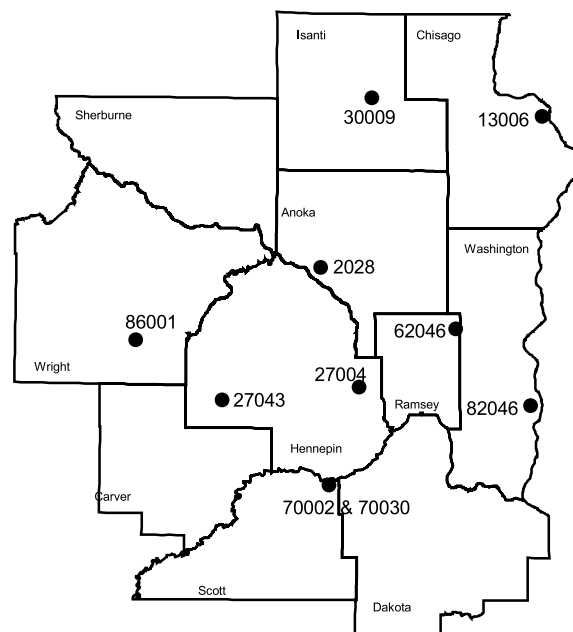 Isanti
Chisago
30009
13006
Sherburne
Anoka
Washington
2028
86001
62046
Wright
27004
27043
Ramsey
82046
Hennepin
Carver
70002 & 70030
Scott
Dakota